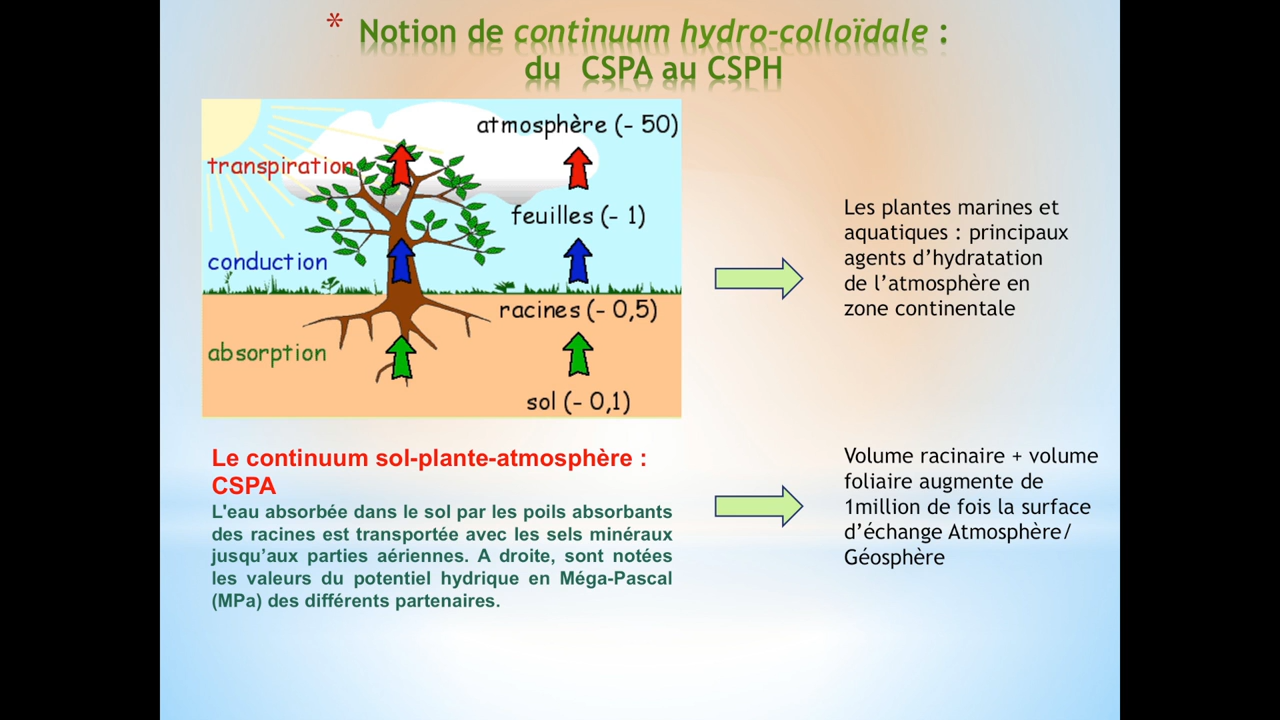 * Notion de continuum hydro-colloïdale :
du CSPA au CSPH
atmosphère (- 50)
transpiration
feuilles (- 1)
conduction
racines (- 0,5)
absorption
sol (- 0,1)
Le continuum sol-plante-atmosphère :
CSPA
L'eau absorbée dans le sol par les poils absorbants
des racines est transportée avec les sels minéraux
jusqu'aux parties aériennes. A droite, sont notées
les valeurs du potentiel hydrique en Méga-Pascal
(MPa) des différents partenaires.
Les plantes marines et
aquatiques : principaux
agents d'hydratation
de l'atmosphère en
zone continentale
Volume racinaire + volume
foliaire augmente de
1million de fois la surface
d'échange Atmosphère/
Géosphère